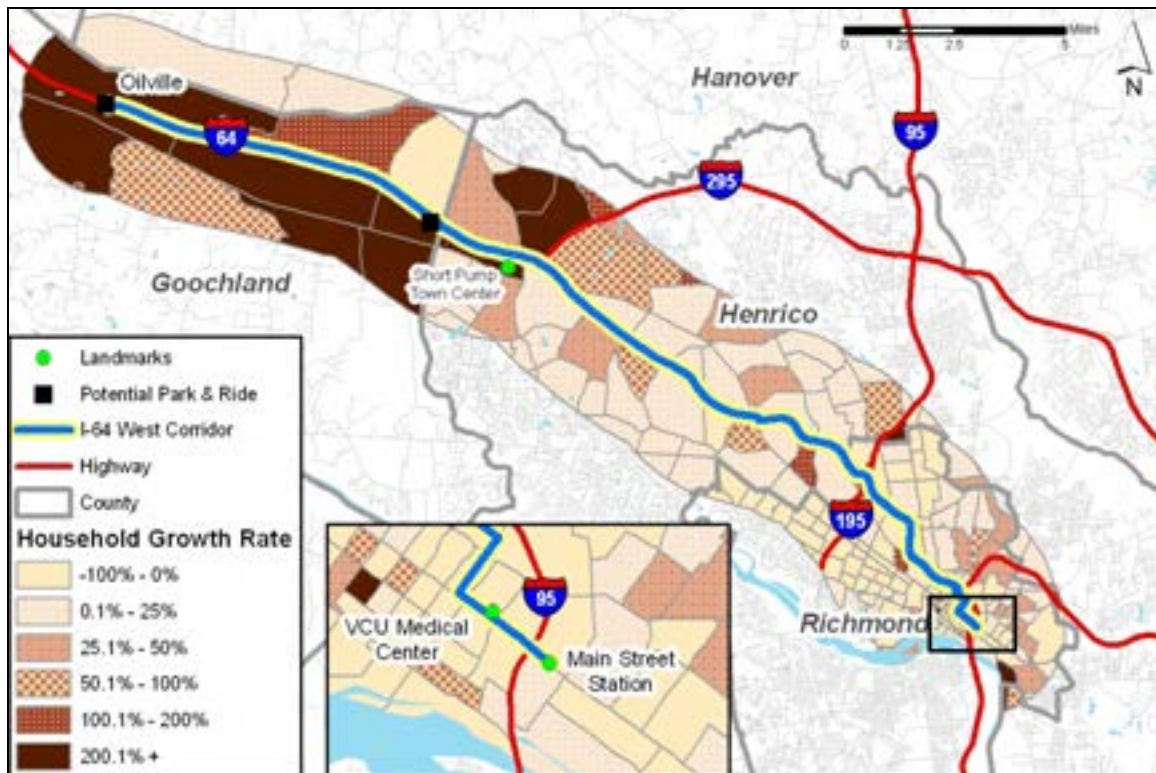 Miles
0 1.25 2.5 5
N
Hanover
Oilville
64
95
295
Goochland
Short Pump
Town Center
Henrico
195
Richmond
Landmarks
Potential Park & Ride
I-64 West Corridor
Highway
County
Household Growth Rate
-100% - 0%
0.1% - 25%
25.1% - 50%
50.1% - 100%
100.1% - 200%
200.1% +
95
VCU Medical
Center
Main Street
Station